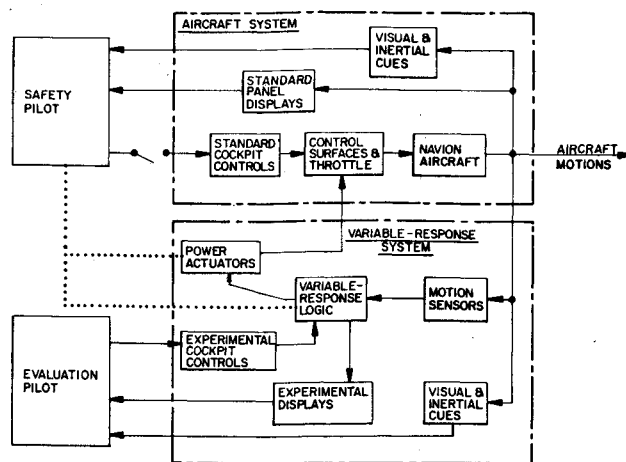 AIRCRAFT SYSTEM
VISUAL &
INERTIAL
CUES
SAFETY
PILOT
STANDARD
PANEL
DISPLAYS
STANDARD
COCKPIT
CONTROLS
CONTROL
SURFACES &
THROTTLE
NAVION
AIRCRAFT
AIRCRAFT
MOTIONS
VARIABLE-RESPONSE
SYSTEM
POWER
ACTUATORS
VARIABLE-
RESPONSE
LOGIC
MOTION
SENSORS
EXPERIMENTAL
COCKPIT
CONTROLS
EVALUATION
PILOT
EXPERIMENTAL
DISPLAYS
VISUAL &
INERTIAL
CUES